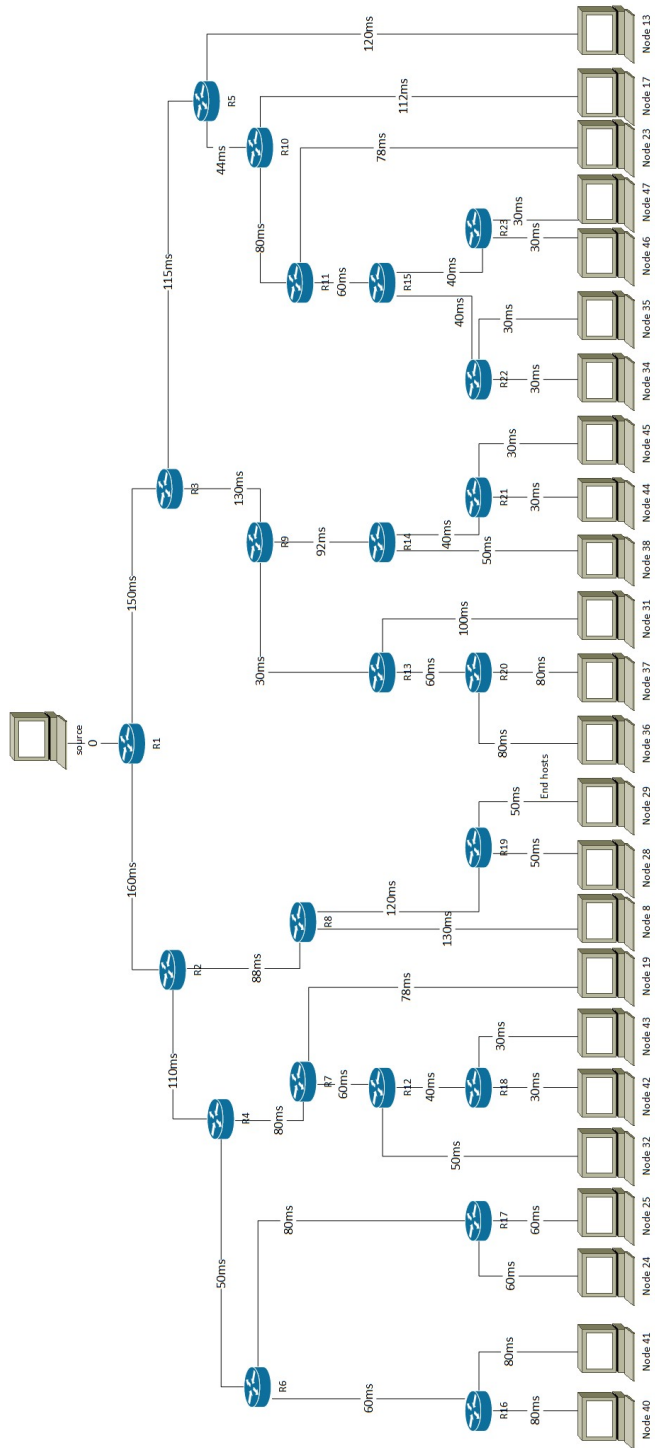 source
0
R1
160ms
150ms
R2
R3
110ms
88ms
130ms
115ms
R4
R5
50ms
80ms
44ms
120ms
R6
R7
R8
R9
R10
60ms
80ms
60ms
78ms
120ms
130ms
30ms
92ms
80ms
112ms
R11
78ms
60ms
R12
R13
R14
R15
50ms
40ms
60ms
100ms
40ms
50ms
40ms
40ms
R16
R17
R18
R19
R20
R21
R22
R23
80ms
80ms
60ms
60ms
30ms
30ms
50ms
50ms
80ms
80ms
30ms
30ms
30ms
30ms
30ms
30ms
End hosts
Node 40
Node 41
Node 24
Node 25
Node 32
Node 42
Node 43
Node 19
Node 8
Node 28
Node 29
Node 36
Node 37
Node 31
Node 38
Node 44
Node 45
Node 34
Node 35
Node 46
Node 47
Node 23
Node 17
Node 13